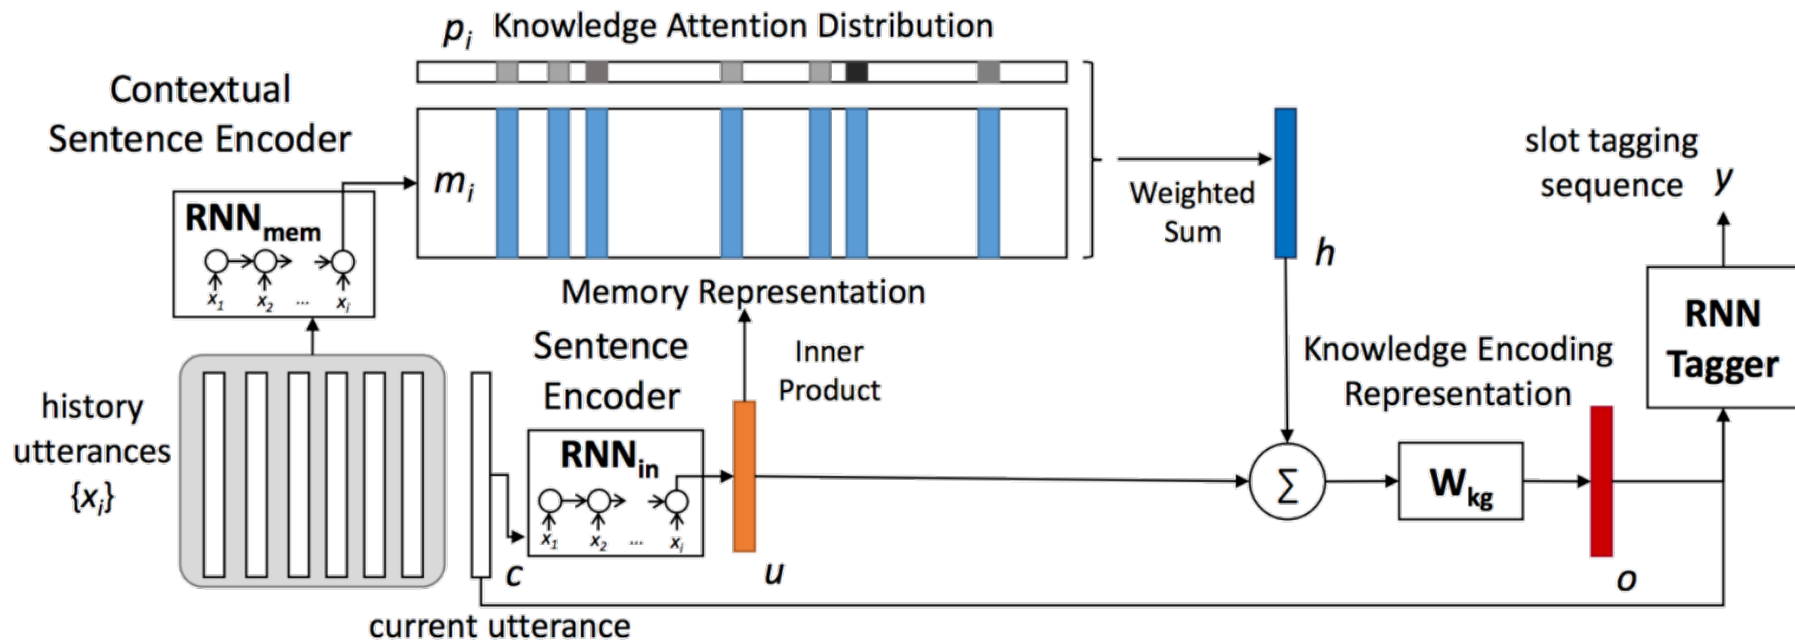 p_i Knowledge Attention Distribution
Contextual
Sentence Encoder
m_i
RNN_mem
x_1 x_2 ... x_i
Memory Representation
Weighted
Sum
h
slot tagging
sequence y
RNN
Tagger
history
utterances
{x_i}
Sentence
Encoder
Inner
Product
RNN_in
x_1 x_2 ... x_i
c
u
current utterance
Σ
W_kg
Knowledge Encoding
Representation
o